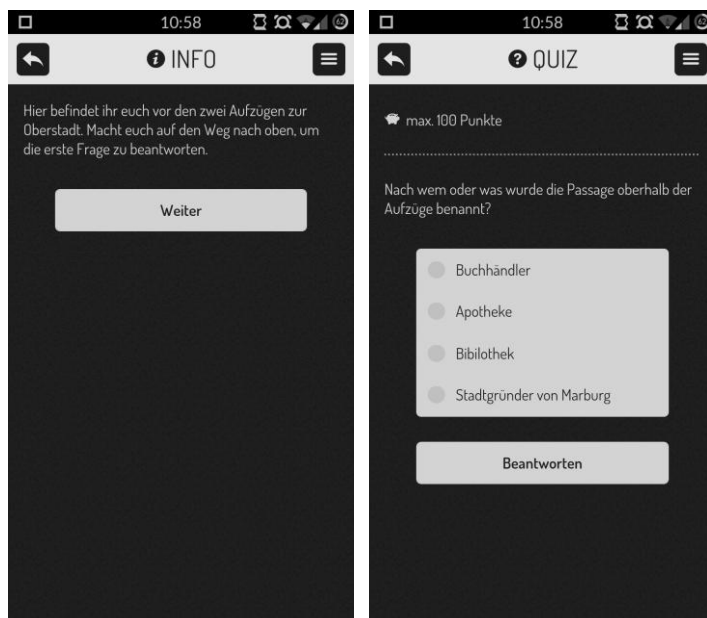 10:58
INFO
Hier befindet ihr euch vor den zwei Aufzügen zur
Oberstadt. Macht euch auf den Weg nach oben, um
die erste Frage zu beantworten.
Weiter
10:58
QUIZ
max. 100 Punkte
Nach wem oder was wurde die Passage oberhalb der
Aufzüge benannt?
Buchhändler
Apotheke
Bibilothek
Stadtgründer von Marburg
Beantworten